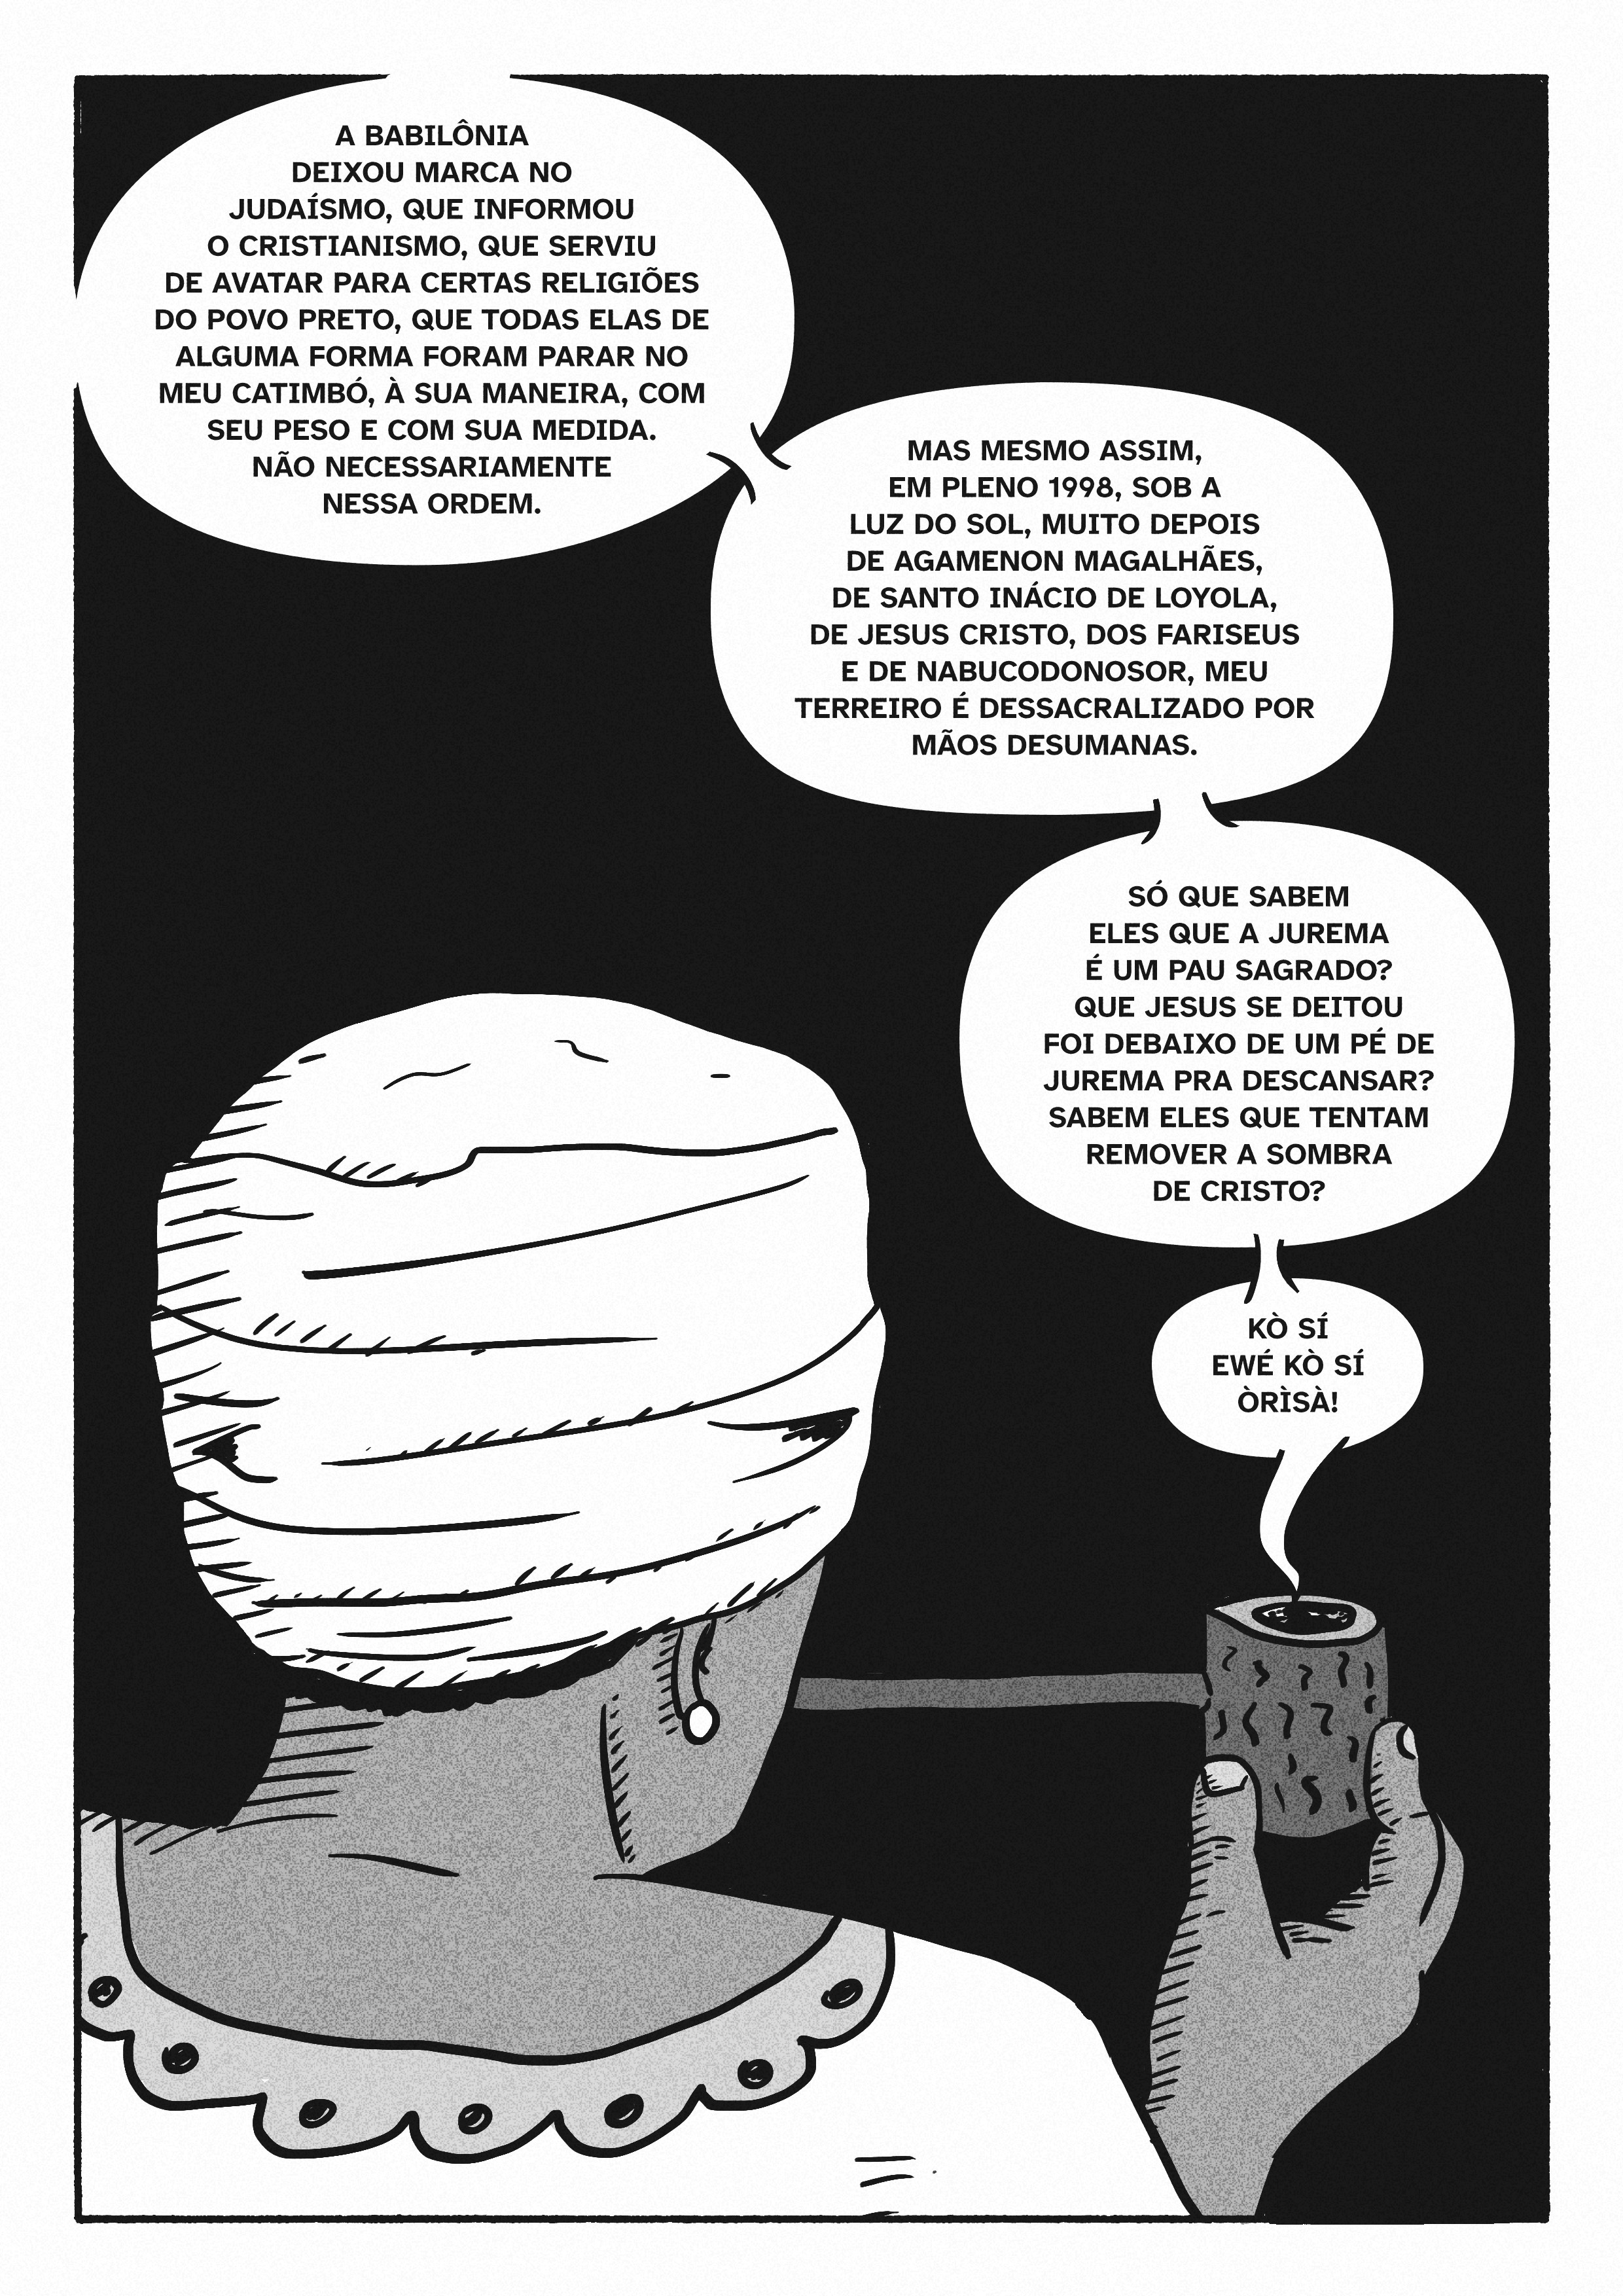 A BABILÔNIA
DEIXOU MARCA NO
JUDAÍSMO, QUE INFORMOU
O CRISTIANISMO, QUE SERVIU
DE AVATAR PARA CERTAS RELIGIÕES
DO POVO PRETO, QUE TODAS ELAS DE
ALGUMA FORMA FORAM PARAR NO
MEU CATIMBÓ, À SUA MANEIRA, COM
SEU PESO E COM SUA MEDIDA.
NÃO NECESSARIAMENTE
NESSA ORDEM.
MAS MESMO ASSIM,
EM PLENO 1998, SOB A
LUZ DO SOL, MUITO DEPOIS
DE AGAMENON MAGALHÃES,
DE SANTO INÁCIO DE LOYOLA,
DE JESUS CRISTO, DOS FARISEUS
E DE NABUCODONOSOR, MEU
TERREIRO É DESSACRALIZADO POR
MÃOS DESUMANAS.
SÓ QUE SABEM
ELES QUE A JUREMA
É UM PAU SAGRADO?
QUE JESUS SE DEITOU
FOI DEBAIXO DE UM PÉ DE
JUREMA PRA DESCANSAR?
SABEM ELES QUE TENTAM
REMOVER A SOMBRA
DE CRISTO?
KÒ SÍ
EWÉ KÒ SÍ
ÒRÌSÀ!